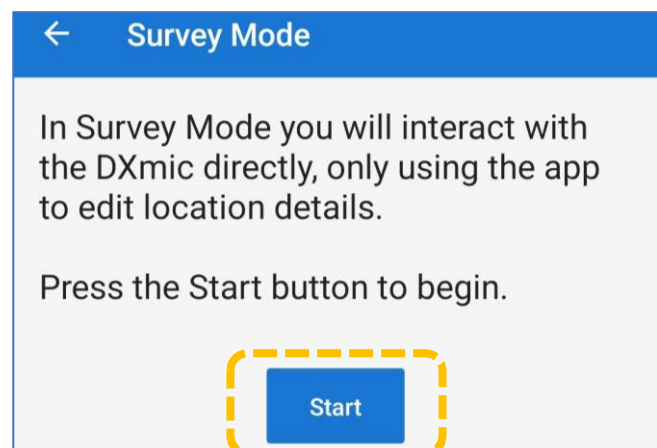 Survey Mode
In Survey Mode you will interact with
the DXmic directly, only using the app
to edit location details.
Press the Start button to begin.
Start